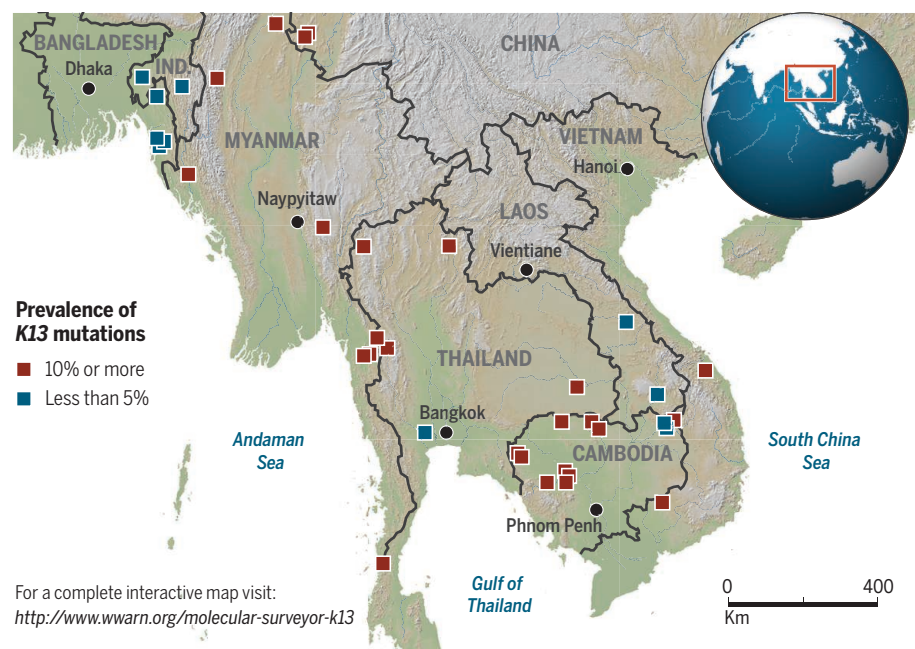 BANGLADESH
Dhaka
IND.
CHINA
MYANMAR
VIETNAM
Hanoi
Naypyitaw
LAOS
Vientiane
Prevalence of
K13 mutations
10% or more
Less than 5%
THAILAND
Bangkok
Andaman
Sea
CAMBODIA
South China
Sea
Phnom Penh
Gulf of
Thailand
For a complete interactive map visit:
http://www.wwarn.org/molecular-surveyor-k13
0 400
Km